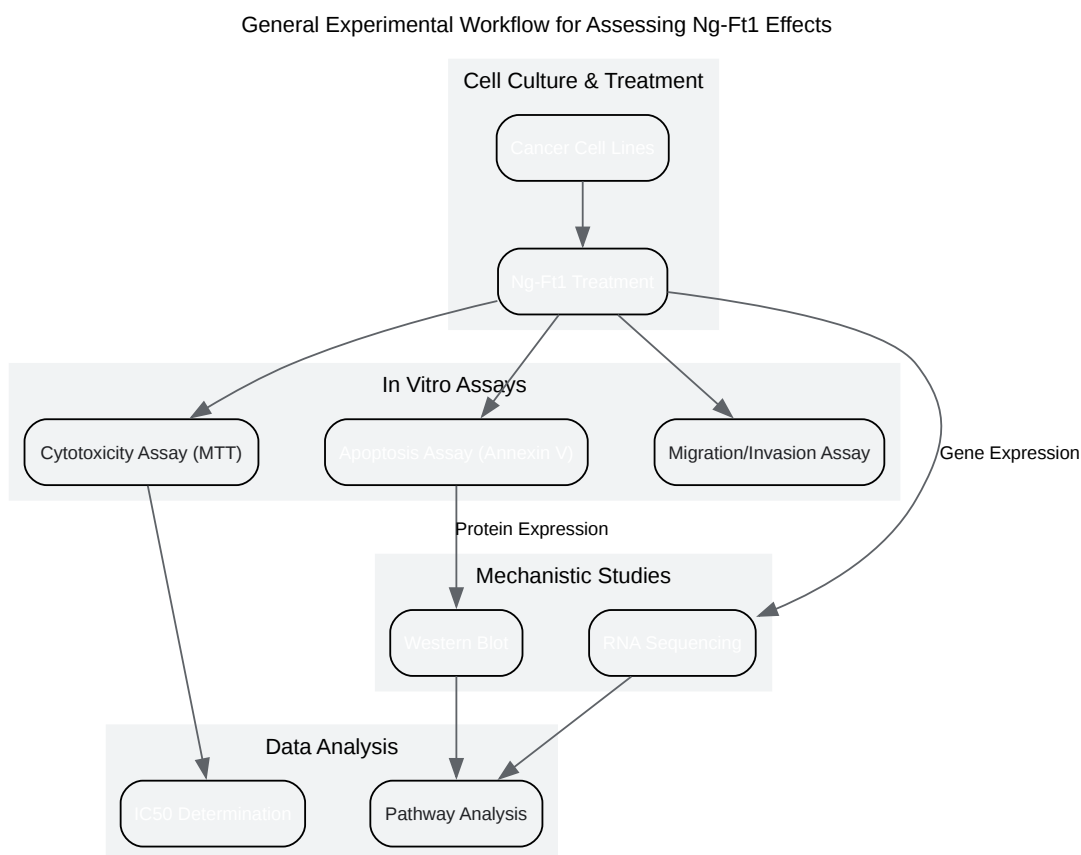 General Experimental Workflow for Assessing Ng-Ft1 Effects
Cell Culture & Treatment
Cancer Cell Lines
Ng-Ft1 Treatment
In Vitro Assays
Cytotoxicity Assay (MTT)
Apoptosis Assay (Annexin V)
Migration/Invasion Assay
Gene Expression
Protein Expression
Mechanistic Studies
Western Blot
RNA Sequencing
Data Analysis
IC50 Determination
Pathway Analysis